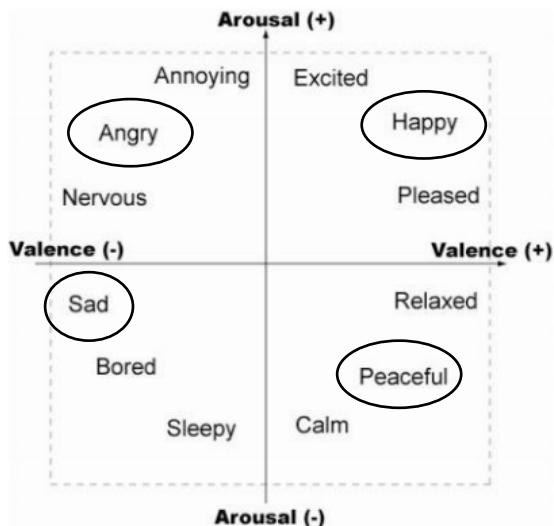 Arousal (+)
Annoying Excited
Angry Happy
Nervous Pleased
Valence (-) Valence (+)
Sad Relaxed
Bored Peaceful
Sleepy Calm
Arousal (-)